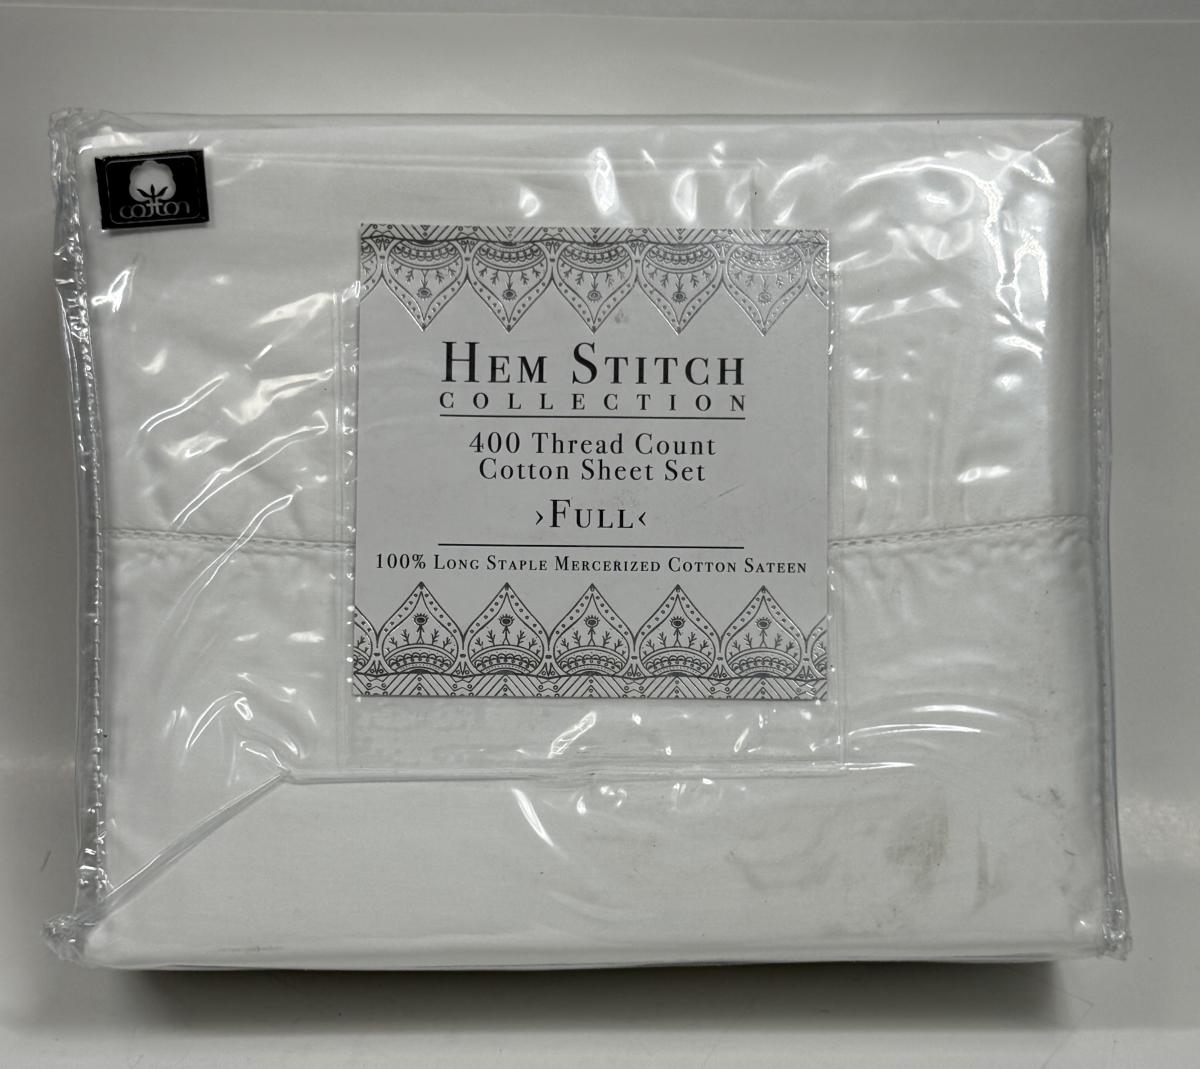 cotton
HEM STITCH
COLLECTION
400 Thread Count
Cotton Sheet Set
›FULL‹
100% LONG STAPLE MERCERIZED COTTON SATEEN